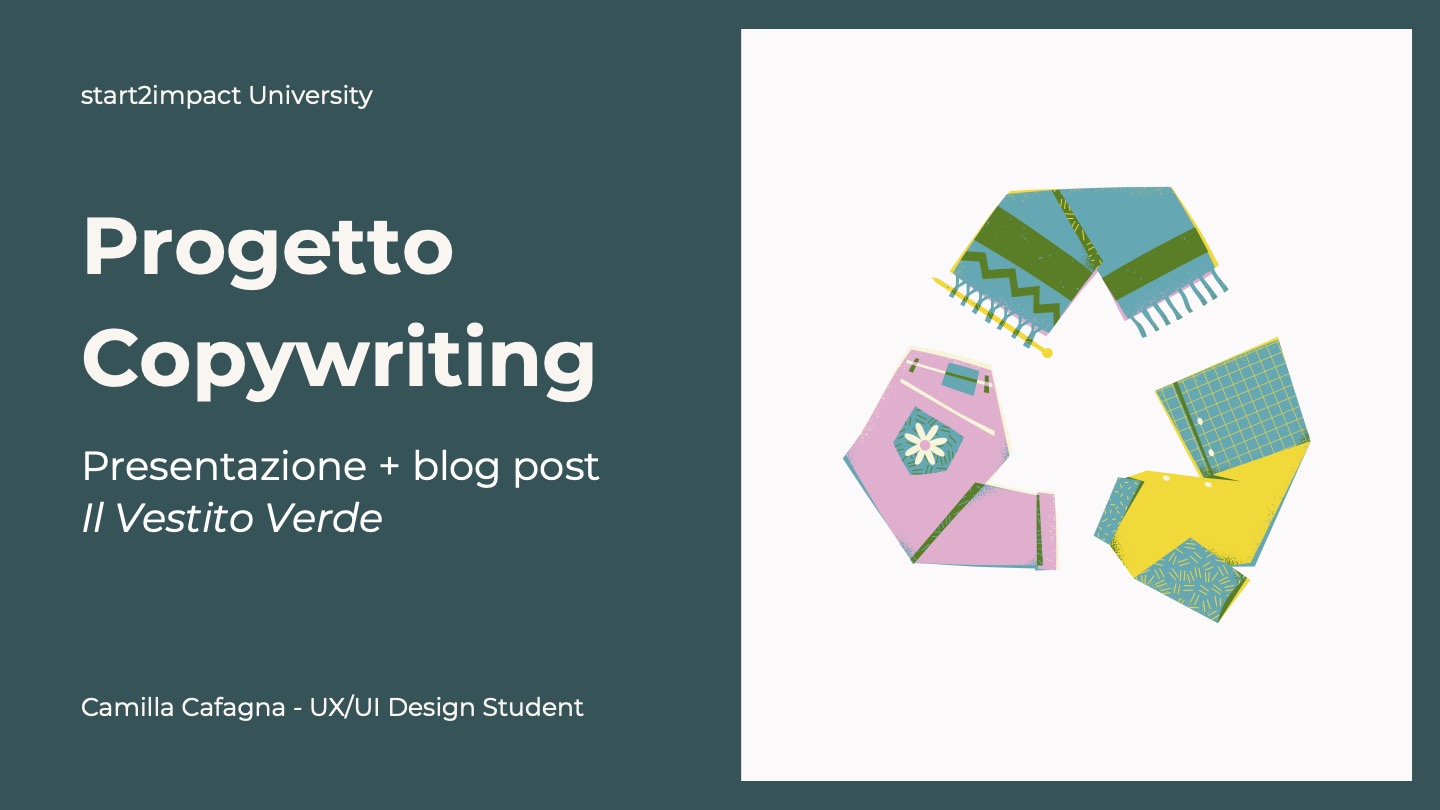 start2impact University
Progetto
Copywriting
Presentazione + blog post
Il Vestito Verde
Camilla Cafagna - UX/UI Design Student